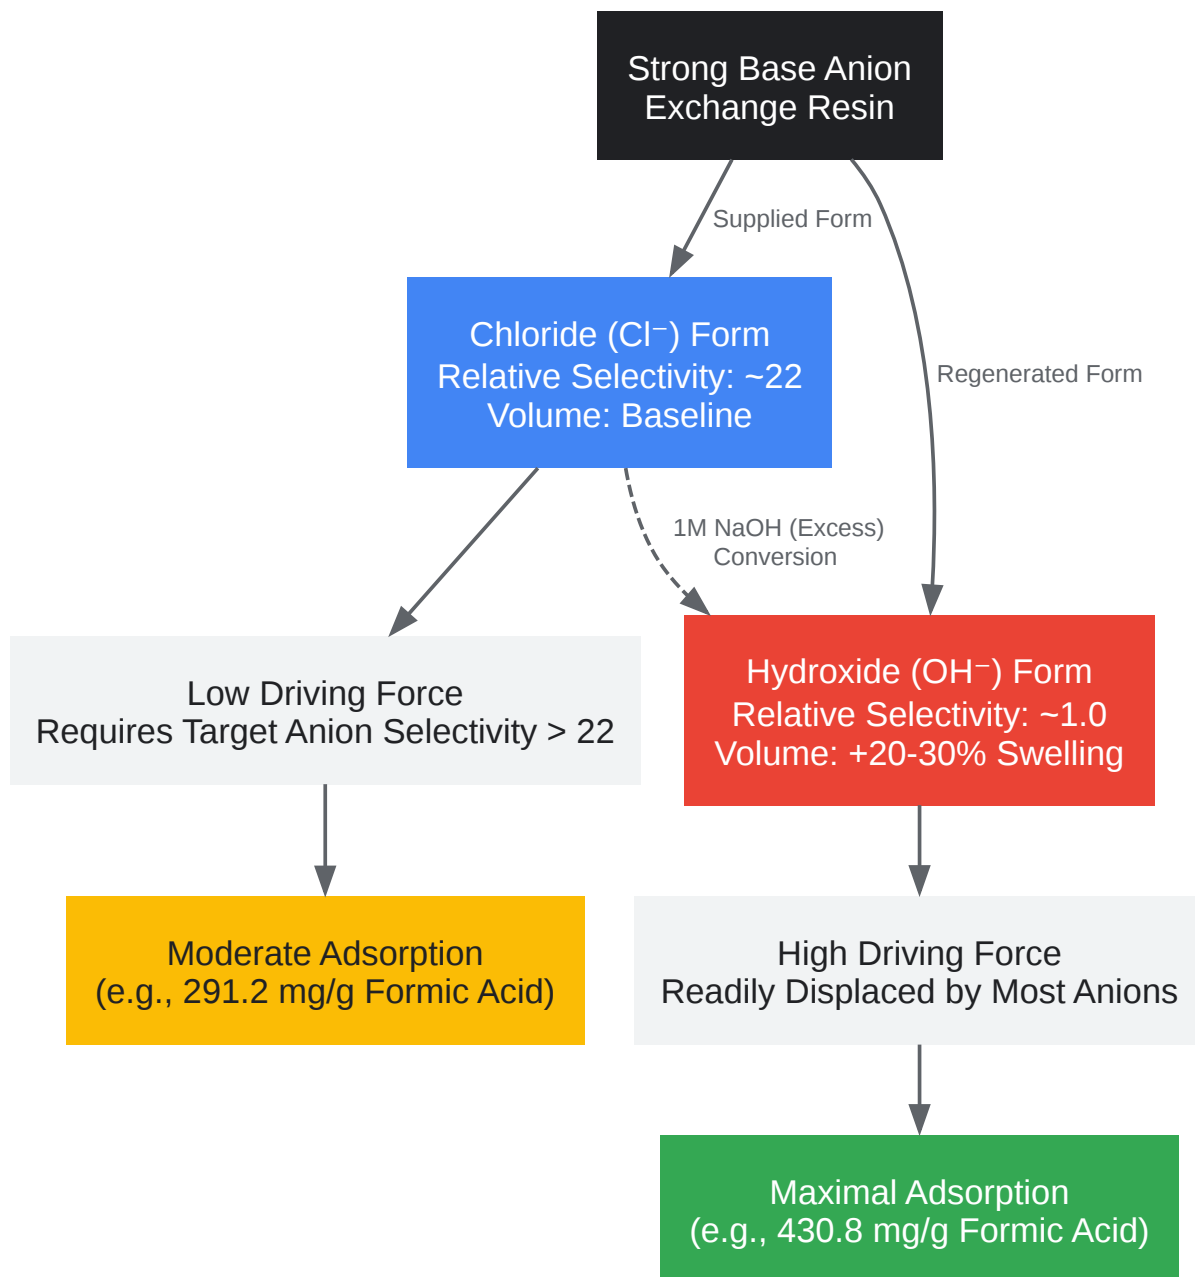 Strong Base Anion
Exchange Resin
Supplied Form
Chloride (Cl⁻) Form
Relative Selectivity: ~22
Volume: Baseline
Regenerated Form
1M NaOH (Excess)
Conversion
Low Driving Force
Requires Target Anion Selectivity > 22
Hydroxide (OH⁻) Form
Relative Selectivity: ~1.0
Volume: +20-30% Swelling
Moderate Adsorption
(e.g., 291.2 mg/g Formic Acid)
High Driving Force
Readily Displaced by Most Anions
Maximal Adsorption
(e.g., 430.8 mg/g Formic Acid)